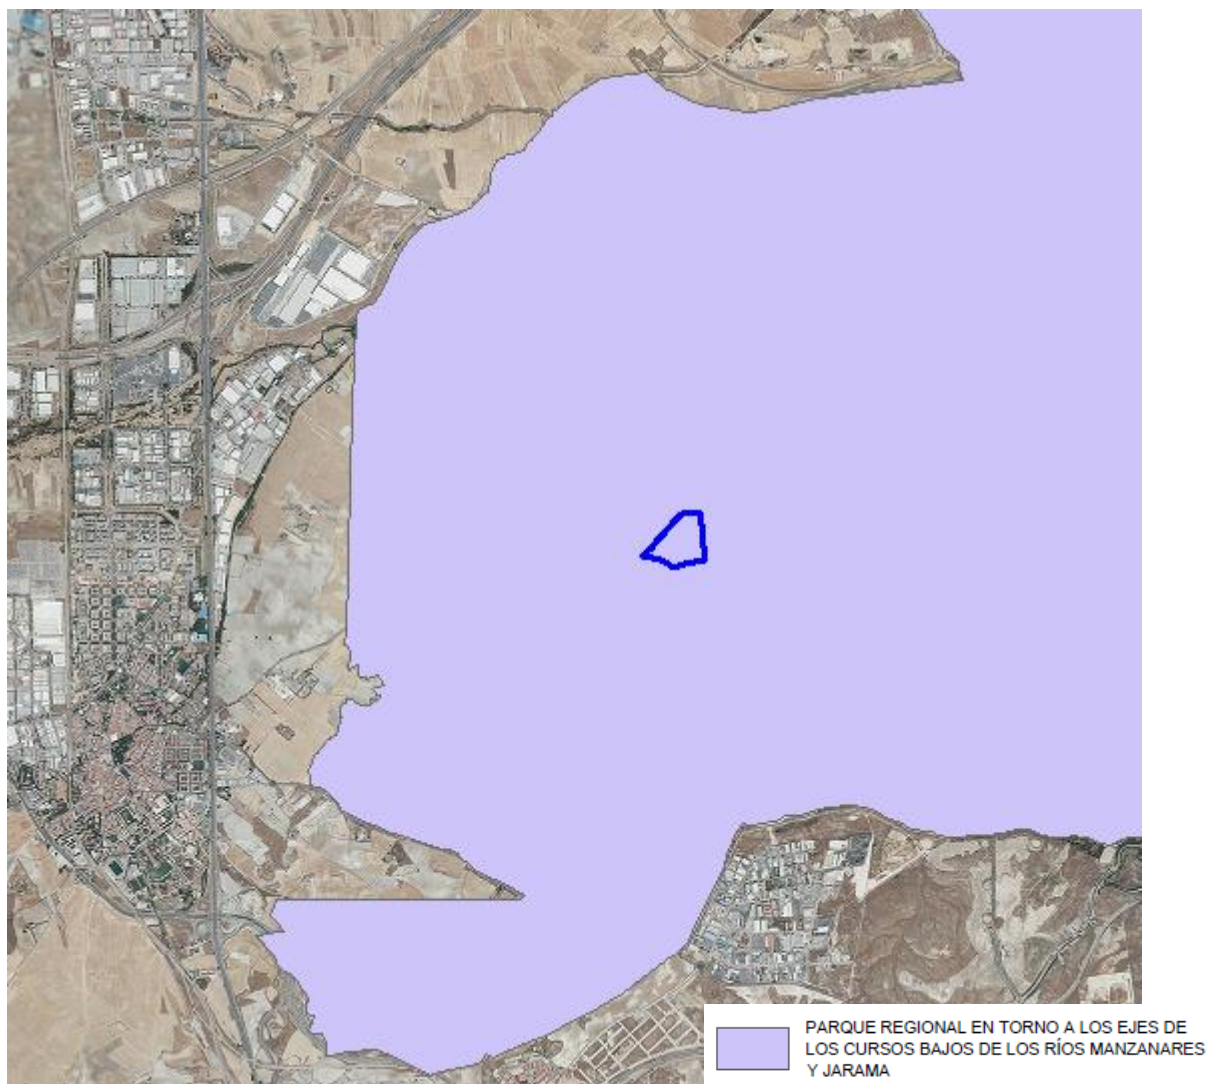 PARQUE REGIONAL EN TORNO A LOS EJES DE
LOS CURSOS BAJOS DE LOS RÍOS MANZANARES
Y JARAMA